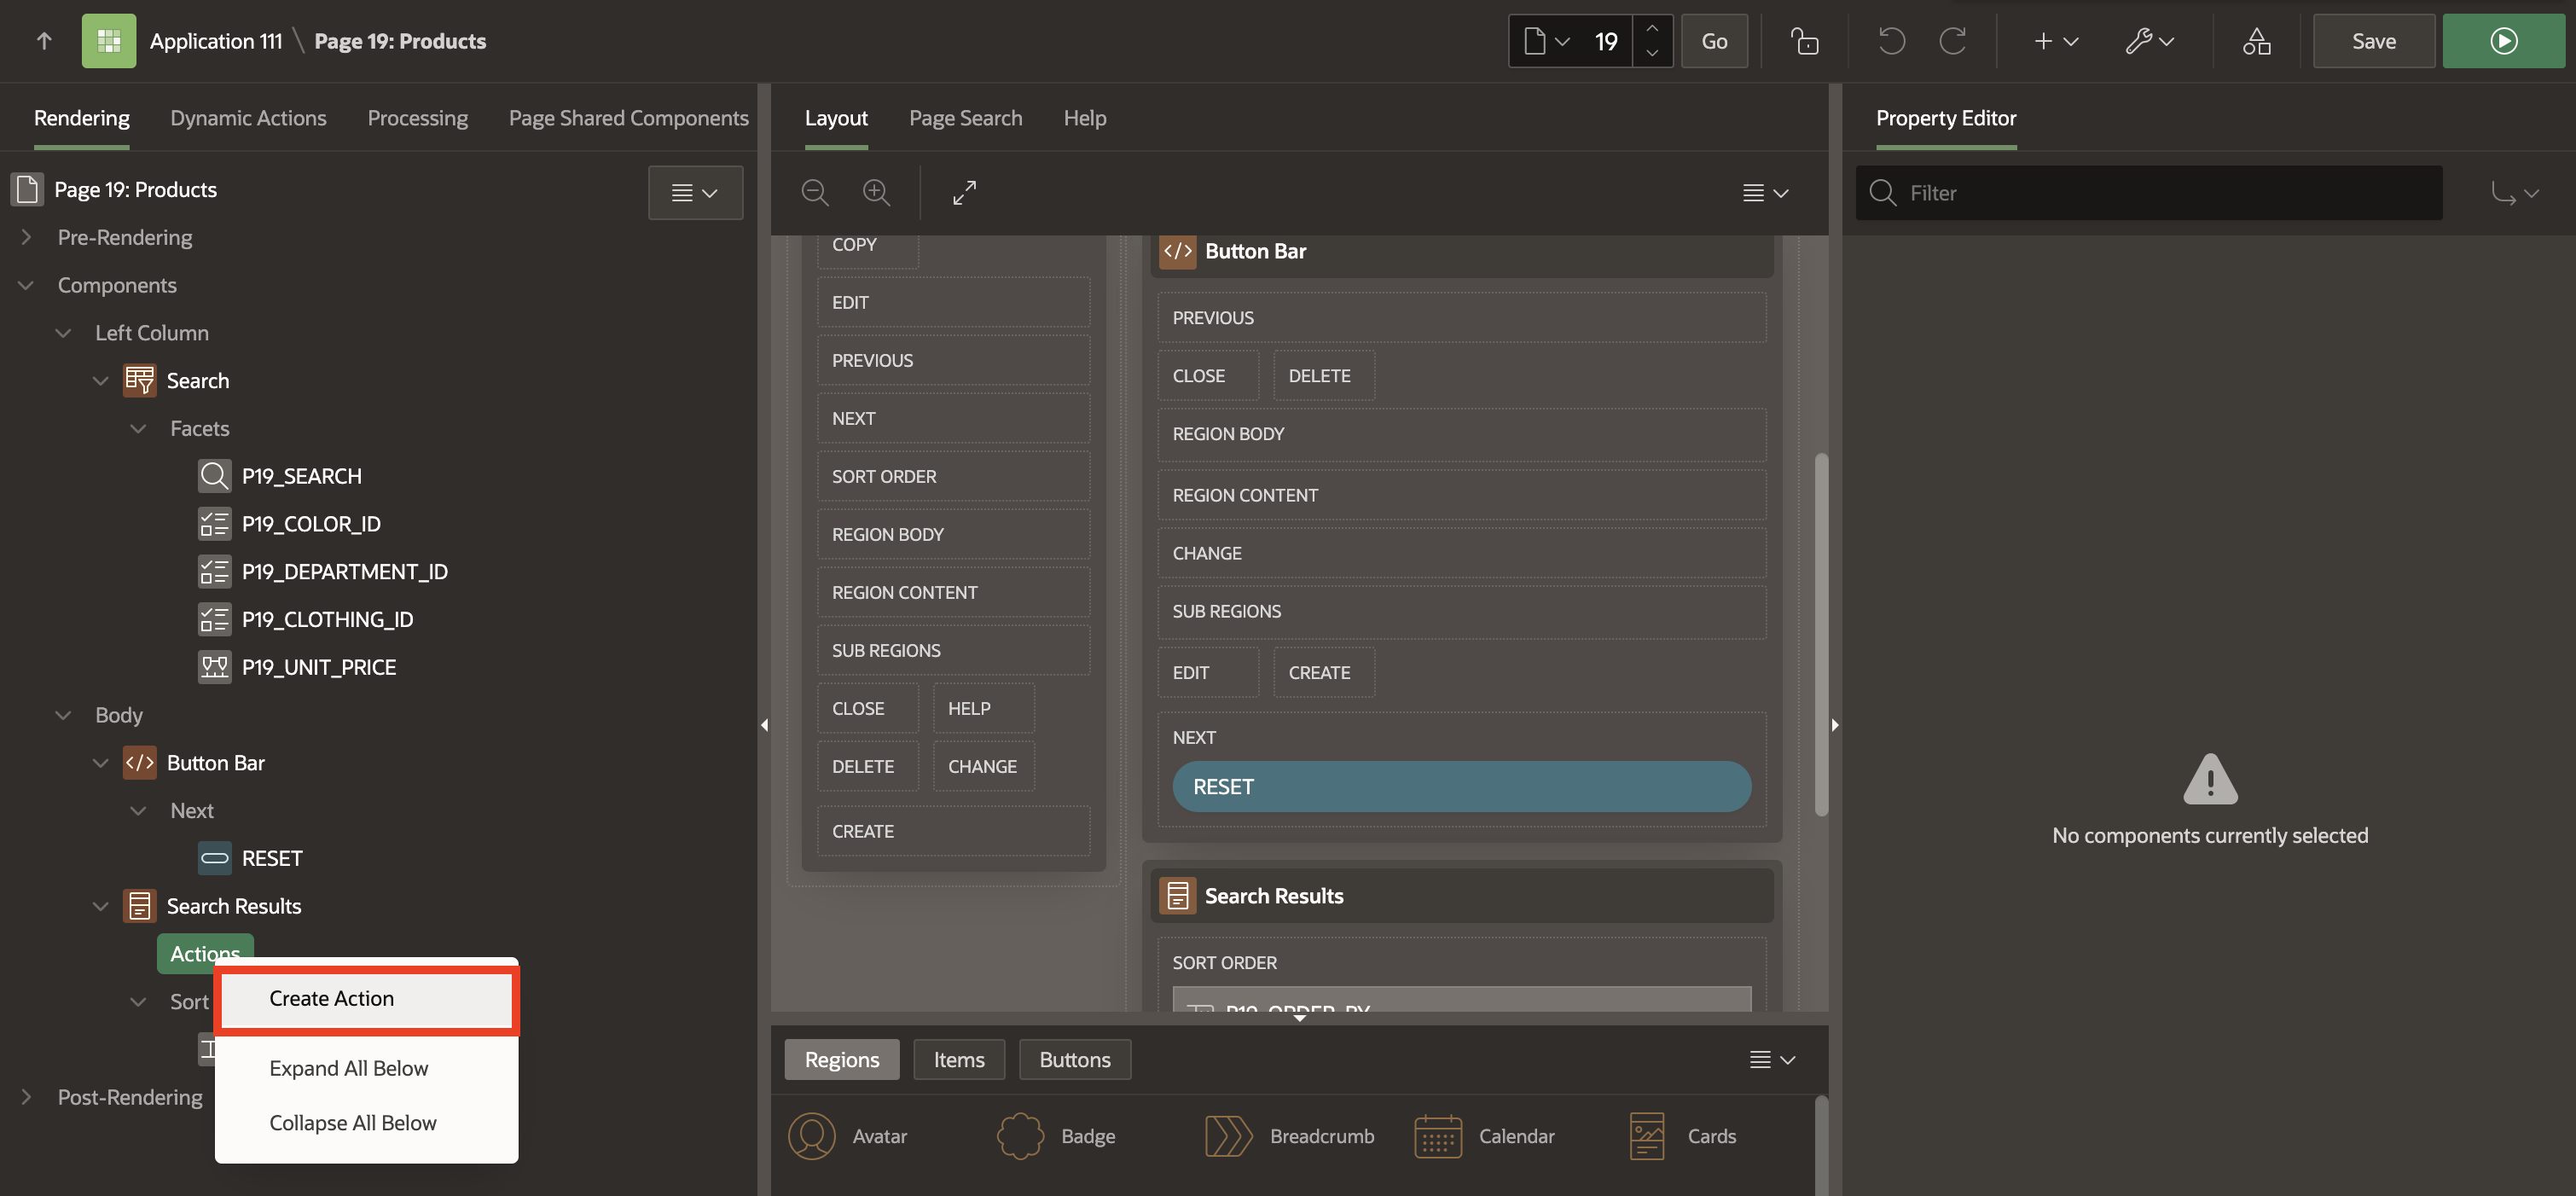 Application 111 \ Page 19: Products
19
Go
Save
Rendering
Dynamic Actions
Processing
Page Shared Components
Page 19: Products
Pre-Rendering
Components
Left Column
Search
Facets
P19_SEARCH
P19_COLOR_ID
P19_DEPARTMENT_ID
P19_CLOTHING_ID
P19_UNIT_PRICE
Body
Button Bar
Next
RESET
Search Results
Actions
Sort
Post-Rendering
Create Action
Expand All Below
Collapse All Below
Layout
Page Search
Help
COPY
EDIT
PREVIOUS
NEXT
SORT ORDER
REGION BODY
REGION CONTENT
SUB REGIONS
CLOSE
HELP
DELETE
CHANGE
CREATE
Button Bar
PREVIOUS
CLOSE
DELETE
REGION BODY
REGION CONTENT
CHANGE
SUB REGIONS
EDIT
CREATE
NEXT
RESET
Search Results
SORT ORDER
P19_ORDER_BY
Regions
Items
Buttons
Avatar
Badge
Breadcrumb
Calendar
Cards
Property Editor
Filter
No components currently selected